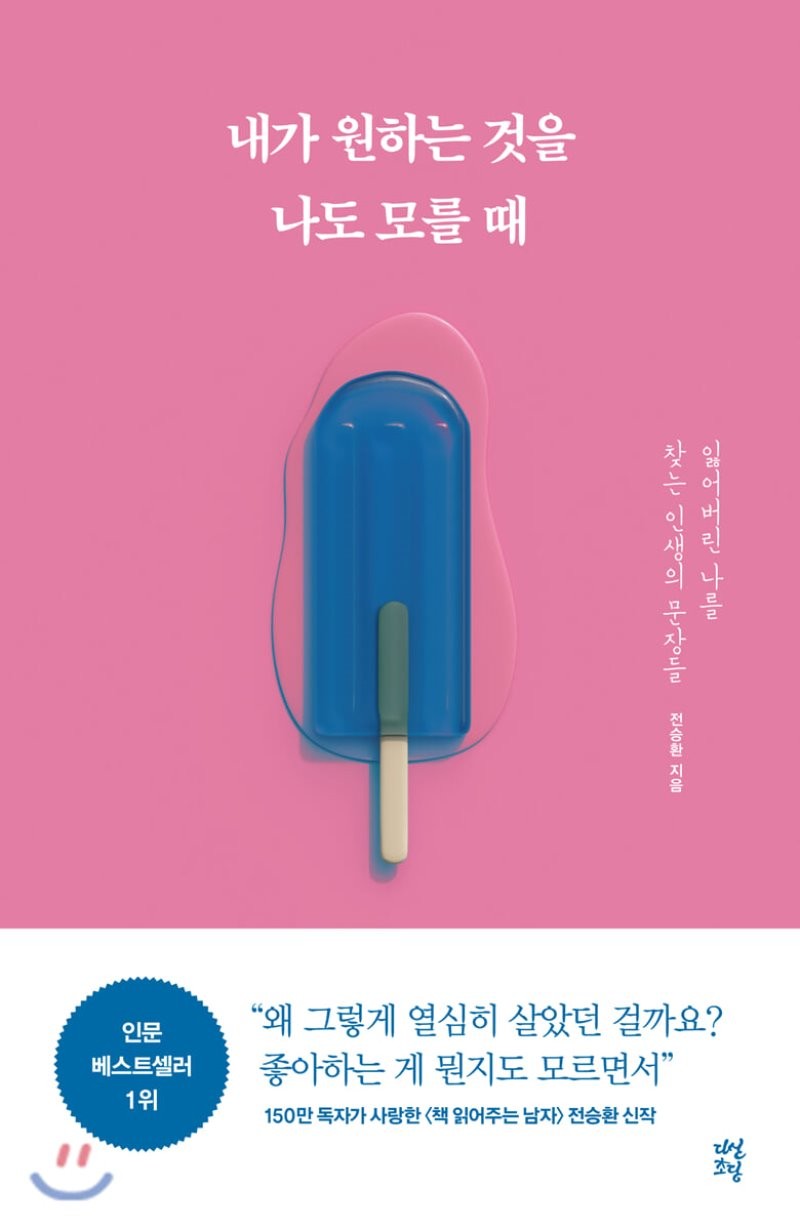 내가 원하는 것을
나도 모를 때
잃어버린 나를
찾는 인생의 문장들
전승환 지음
인문
베스트셀러
1위
“왜 그렇게 열심히 살았던 걸까요?
좋아하는 게 뭔지도 모르면서”
150만 독자가 사랑한 〈책 읽어주는 남자〉 전승환 신작
다산
초당